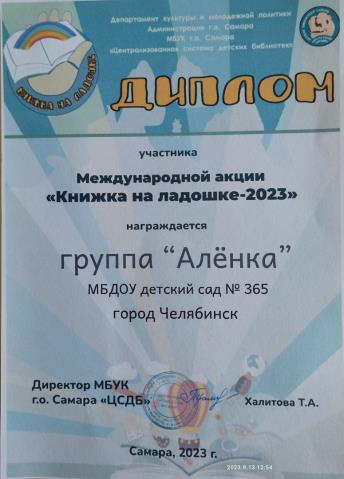 Департамент культуры и молодежной политики
Администрации г.о. Самара
МБУК г.о. Самара
«Централизованная система детских библиотек»
КНИЖКА НА ЛАДОШКЕ
ДИПЛОМ
участника
Международной акции
«Книжка на ладошке-2023»
награждается
группа “Алёнка”
МБДОУ детский сад № 365
город Челябинск
Директор МБУК
г.о. Самара «ЦСДБ»
Халитова Т.А.
Самара, 2023 г.
2023 9.13 12:54